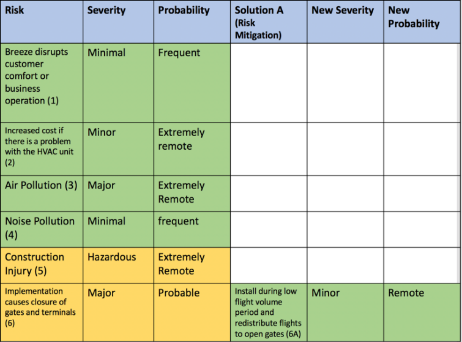 Risk Severity Probability Solution A New Severity New
(Risk Probability
Mitigation)
Breeze disrupts Minimal Frequent
customer
comfort or
business
operation (1)
Increased cost if Minor Extremely
there is a problem remote
with the HVAC unit
(2)
Air Pollution (3) Major Extremely
Remote
Noise Pollution Minimal frequent
(4)
Construction Hazardous Extremely
Injury (5) Remote
Implementation Major Probable Install during low Minor Remote
causes closure of flight volume
gates and terminals period and
(6) redistribute flights
to open gates (6A)